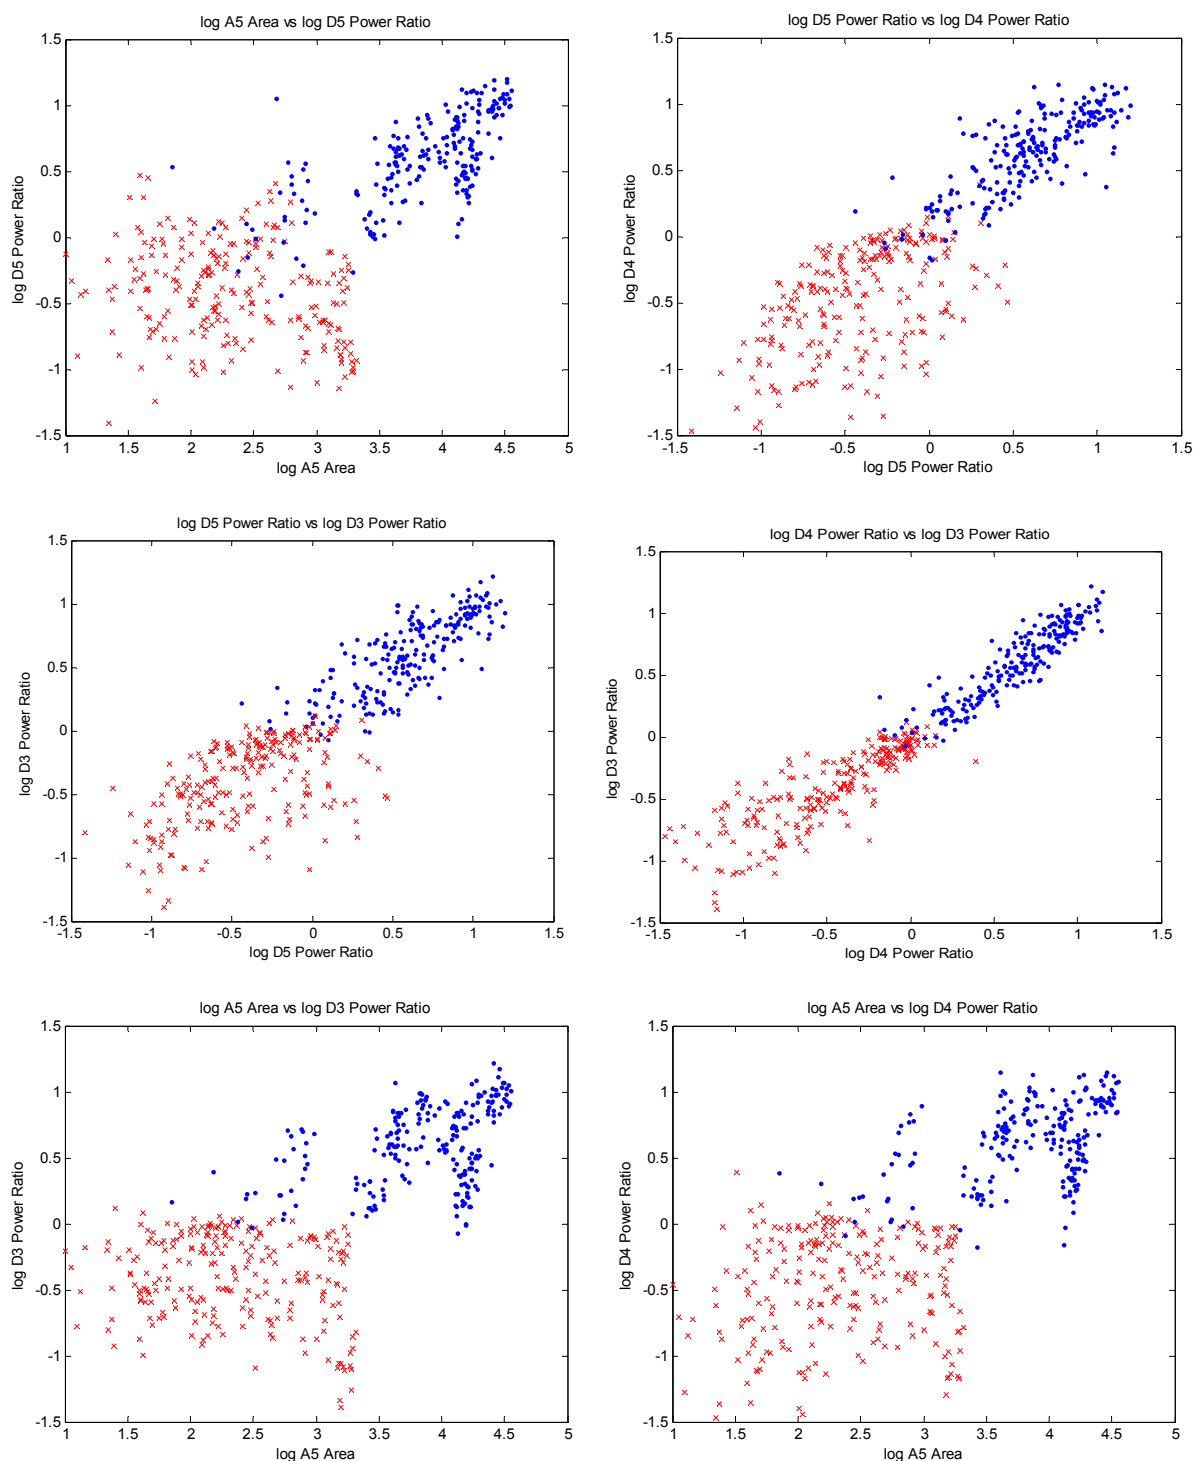 log A5 Area vs log D5 Power Ratio
1.5
1
0.5
0
-0.5
-1
-1.5
log D5 Power Ratio
1 1.5 2 2.5 3 3.5 4 4.5 5
log A5 Area
log D5 Power Ratio vs log D4 Power Ratio
1.5
1
0.5
0
-0.5
-1
-1.5
log D4 Power Ratio
-1.5 -1 -0.5 0 0.5 1 1.5
log D5 Power Ratio
log D5 Power Ratio vs log D3 Power Ratio
1.5
1
0.5
0
-0.5
-1
-1.5
log D3 Power Ratio
-1.5 -1 -0.5 0 0.5 1 1.5
log D5 Power Ratio
log D4 Power Ratio vs log D3 Power Ratio
1.5
1
0.5
0
-0.5
-1
-1.5
log D3 Power Ratio
-1.5 -1 -0.5 0 0.5 1 1.5
log D4 Power Ratio
log A5 Area vs log D3 Power Ratio
1.5
1
0.5
0
-0.5
-1
-1.5
log D3 Power Ratio
1 1.5 2 2.5 3 3.5 4 4.5 5
log A5 Area
log A5 Area vs log D4 Power Ratio
1.5
1
0.5
0
-0.5
-1
-1.5
log D4 Power Ratio
1 1.5 2 2.5 3 3.5 4 4.5 5
log A5 Area